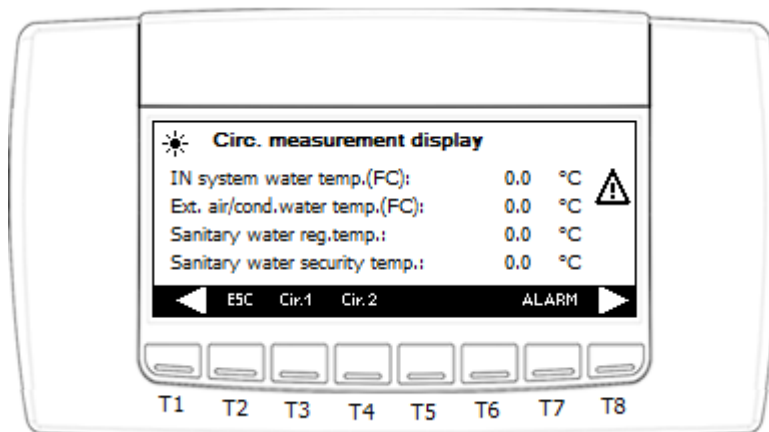 Circ. measurement display
IN system water temp.(FC): 0.0 °C
Ext. air/cond.water temp.(FC): 0.0 °C
Sanitary water reg.temp.: 0.0 °C
Sanitary water security temp.: 0.0 °C
ESC Cir.1 Cir.2 ALARM
T1 T2 T3 T4 T5 T6 T7 T8